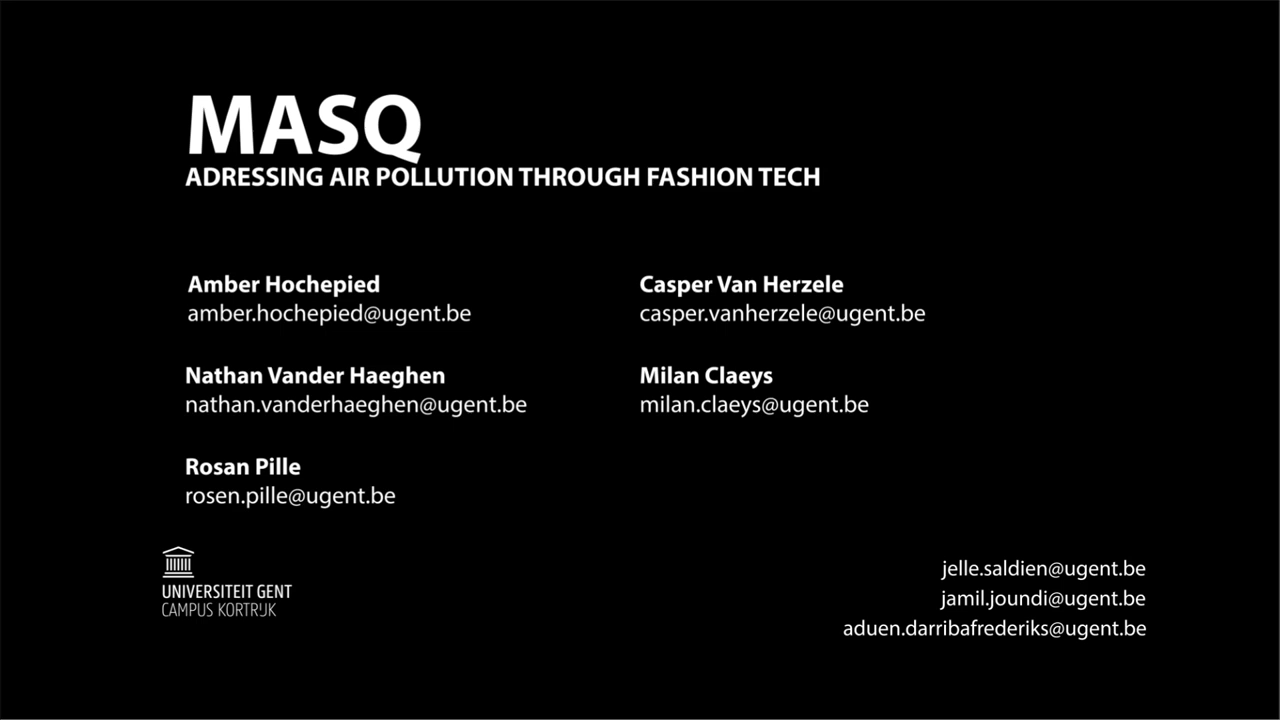 MASQ
ADRESSING AIR POLLUTION THROUGH FASHION TECH
Amber Hochepied
amber.hochepied@ugent.be
Casper Van Herzele
casper.vanherzele@ugent.be
Nathan Vander Haeghen
nathan.vanderhaeghen@ugent.be
Milan Claeys
milan.claeys@ugent.be
Rosan Pille
rosen.pille@ugent.be
UNIVERSITEIT GENT
CAMPUS KORTRIJK
jelle.saldien@ugent.be
jamil.joundi@ugent.be
aduen.darribafrederiks@ugent.be